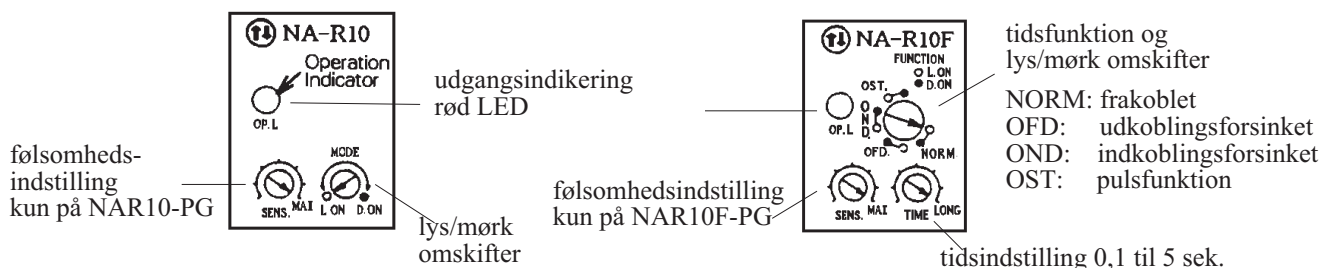 NA-R10
Operation
Indicator
OP.L
MODE
SENS.
MAX
L.ON
D.ON
udgangsindikering
rød LED
følsomheds-
indstilling
kun på NAR10-PG
lys/mørk
omskifter
NA-R10F
FUNCTION
L.ON
D.ON
OST.
OND.
OFD.
NORM.
OP.L
SENS.
MAX
TIME
LONG
tidsfunktion og
lys/mørk omskifter
NORM: frakoblet
OFD: udkoblingsforsinket
OND: indkoblingsforsinket
OST: pulsfunktion
følsomhedsindstilling
kun på NAR10F-PG
tidsindstilling 0,1 til 5 sek.